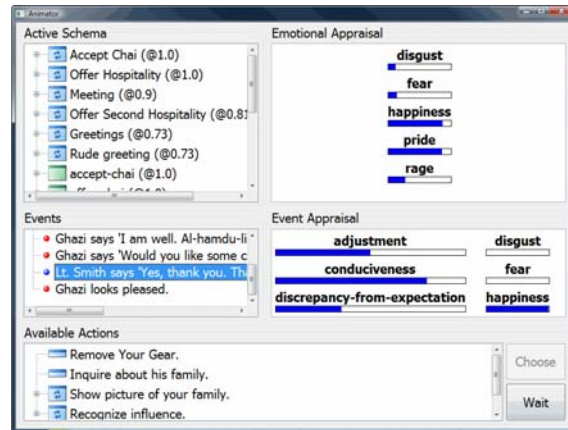 Animator
Active Schema
Accept Chai (@1.0)
Offer Hospitality (@1.0)
Meeting (@0.9)
Offer Second Hospitality (@0.81
Greetings (@0.73)
Rude greeting (@0.73)
accept-chai (@1.0)
Emotional Appraisal
disgust
fear
happiness
pride
rage
Events
Ghazi says 'I am well. Al-hamdu-li
Ghazi says 'Would you like some c
Lt. Smith says 'Yes, thank you. Tha
Ghazi looks pleased.
Event Appraisal
adjustment
disgust
conduciveness
fear
discrepancy-from-expectation
happiness
Available Actions
Remove Your Gear.
Inquire about his family.
Show picture of your family.
Recognize influence.
Choose
Wait